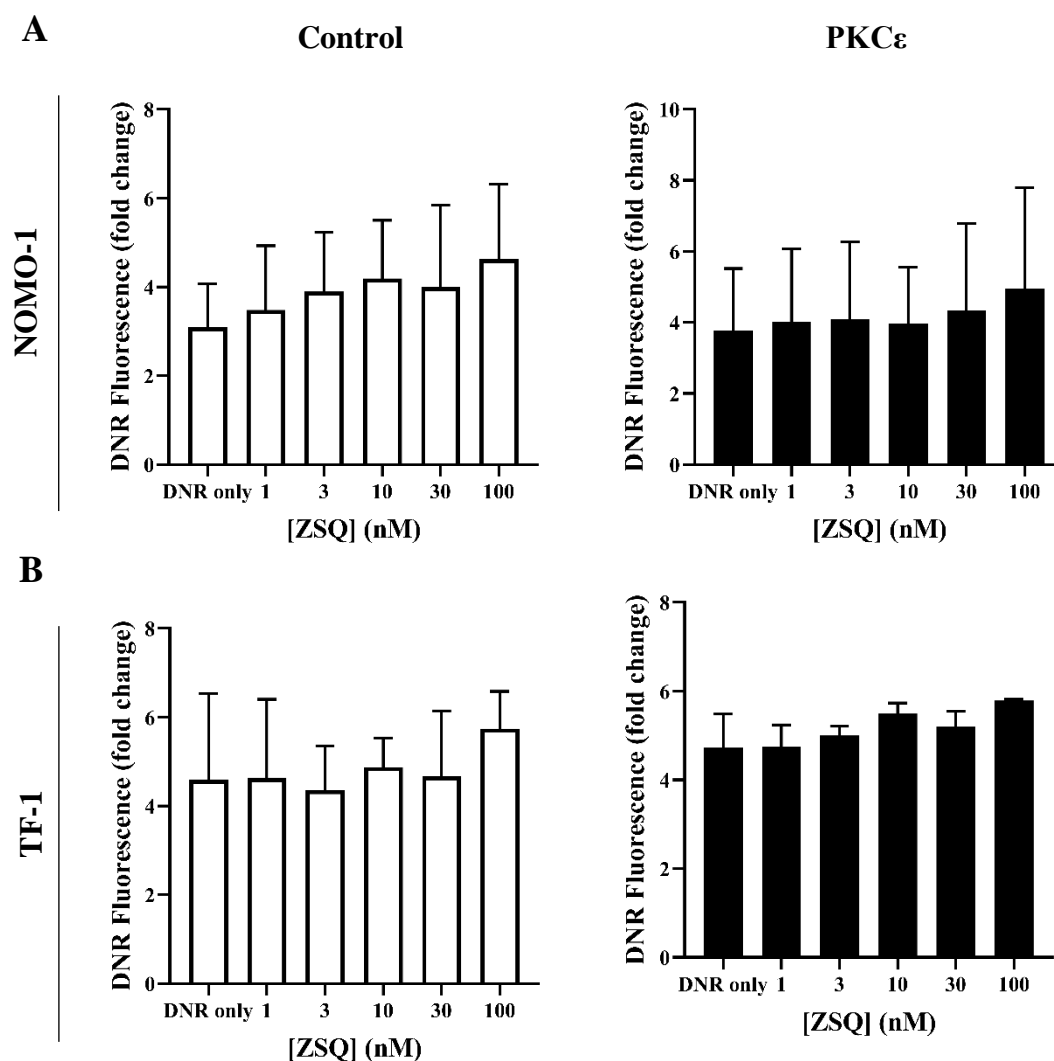 A
Control
PKCε
NOMO-1
DNR Fluorescence (fold change)
8
6
4
2
0
DNR only 1 3 10 30 100
[ZSQ] (nM)
DNR Fluorescence (fold change)
10
8
6
4
2
0
DNR only 1 3 10 30 100
[ZSQ] (nM)
B
TF-1
DNR Fluorescence (fold change)
8
6
4
2
0
DNR only 1 3 10 30 100
[ZSQ] (nM)
DNR Fluorescence (fold change)
8
6
4
2
0
DNR only 1 3 10 30 100
[ZSQ] (nM)